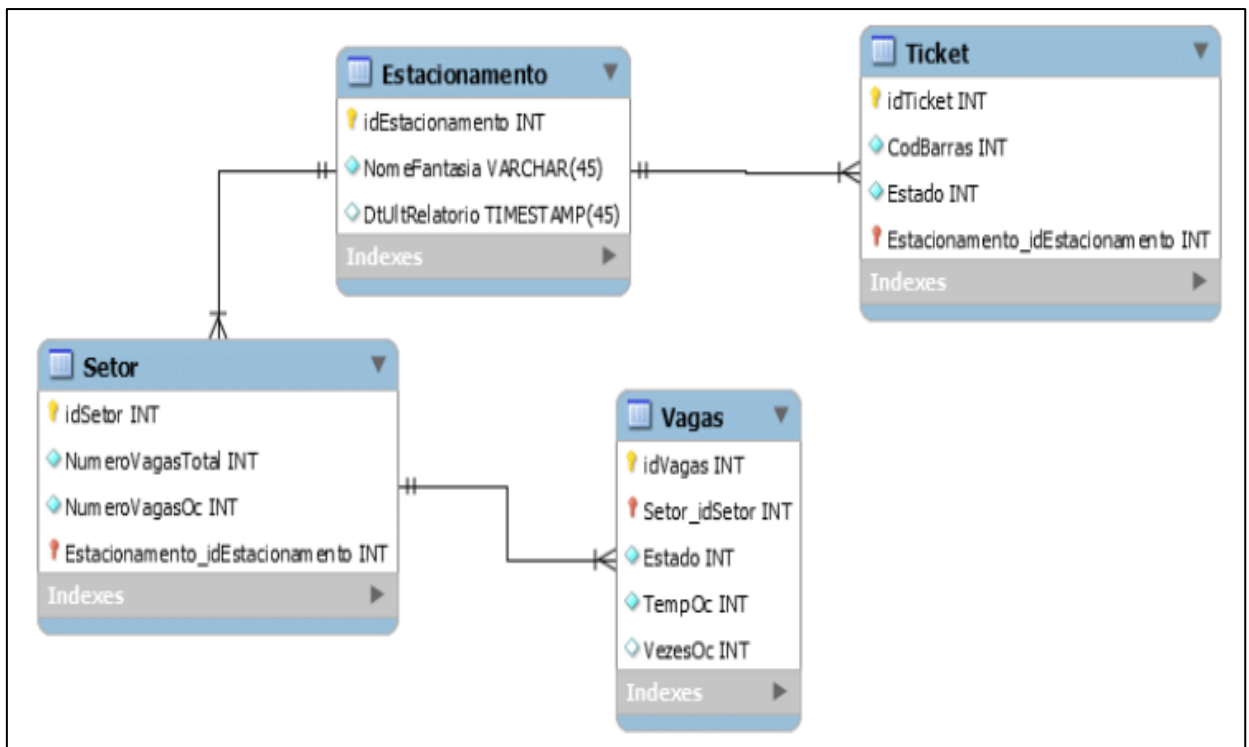 Estacionamento
idEstacionamento INT
NomeFantasia VARCHAR(45)
DtUltRelatorio TIMESTAMP(45)
Indexes
Ticket
idTicket INT
CodBarras INT
Estado INT
Estacionamento_idEstacionamento INT
Indexes
Setor
idSetor INT
NumeroVagasTotal INT
NumeroVagasOc INT
Estacionamento_idEstacionamento INT
Indexes
Vagas
idVagas INT
Setor_idSetor INT
Estado INT
TempOc INT
VezesOc INT
Indexes